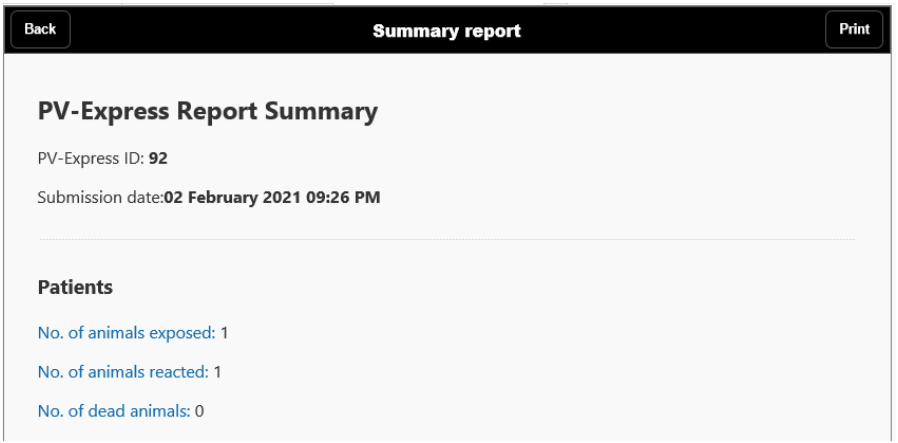 Back
Summary report
Print
PV-Express Report Summary
PV-Express ID: 92
Submission date:02 February 2021 09:26 PM
Patients
No. of animals exposed: 1
No. of animals reacted: 1
No. of dead animals: 0